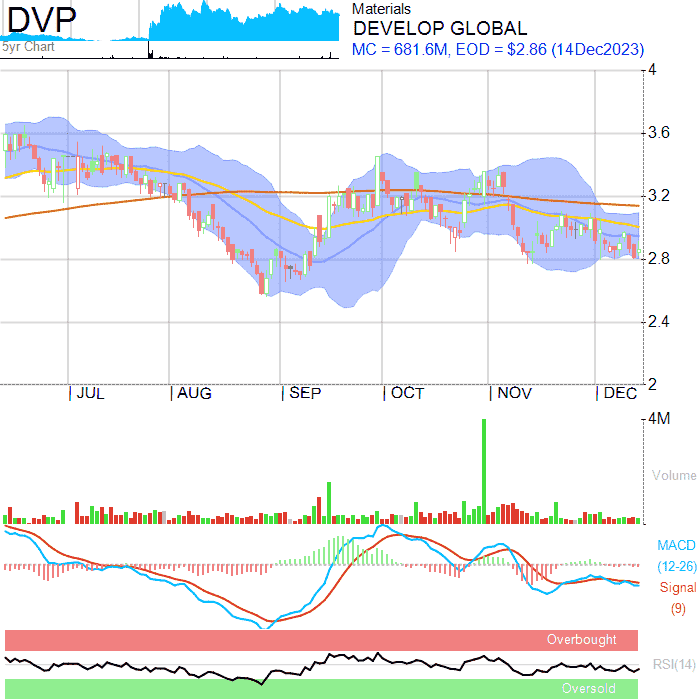 DVP
5yr Chart
Materials
DEVELOP GLOBAL
MC = 681.6M, EOD = $2.86 (14Dec2023)
4
3.6
3.2
2.8
2.4
2
JUL AUG SEP OCT NOV DEC
4M
Volume
MACD
(12-26)
Signal
(9)
Overbought
RSI(14)
Oversold